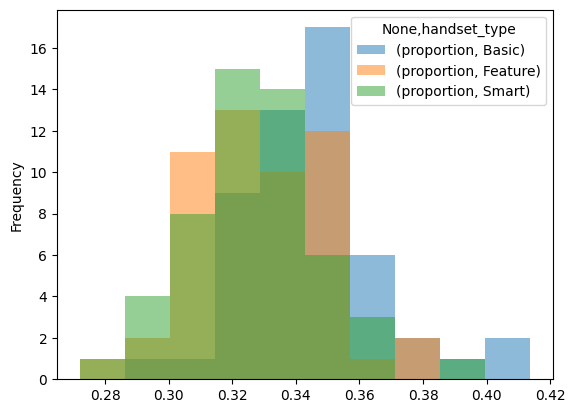 None,handset_type
(proportion, Basic)
(proportion, Feature)
(proportion, Smart)
Frequency
16
14
12
10
8
6
4
2
0
0.28 0.30 0.32 0.34 0.36 0.38 0.40 0.42